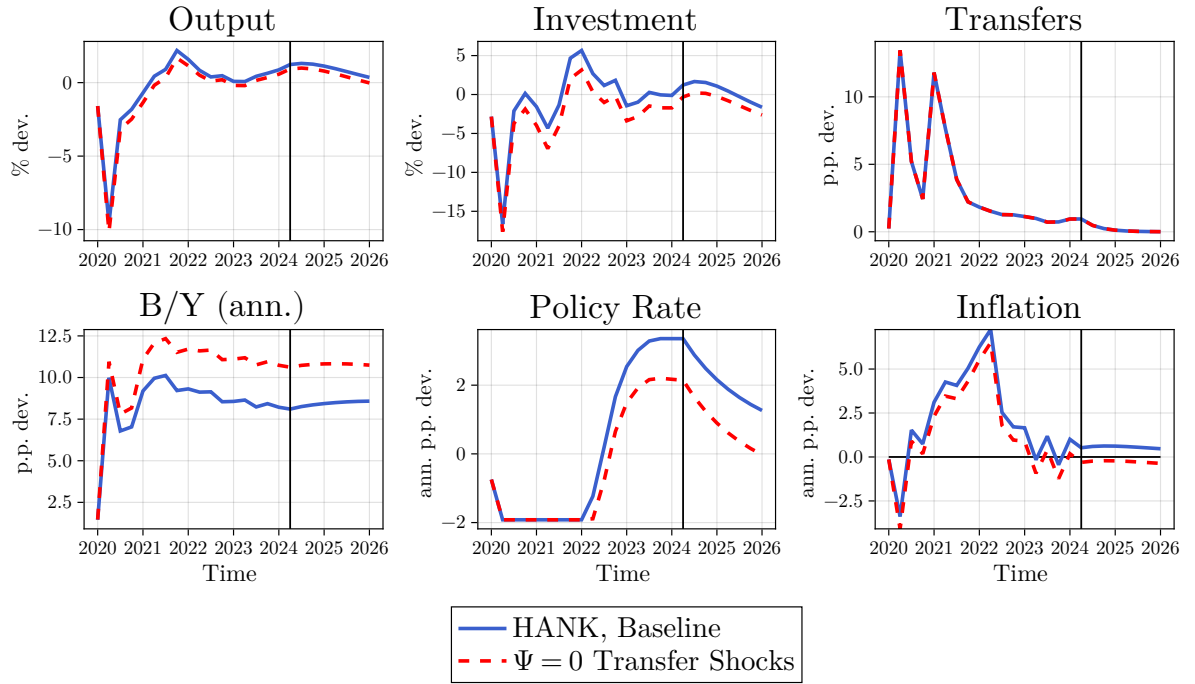 Output
% dev.
0
−5
−10
2020 2021 2022 2023 2024 2025 2026
Investment
% dev.
5
0
−5
−10
−15
2020 2021 2022 2023 2024 2025 2026
Transfers
p.p. dev.
10
5
0
2020 2021 2022 2023 2024 2025 2026
B/Y (ann.)
p.p. dev.
12.5
10.0
7.5
5.0
2.5
2020 2021 2022 2023 2024 2025 2026
Time
Policy Rate
ann. p.p. dev.
2
0
−2
2020 2021 2022 2023 2024 2025 2026
Time
Inflation
ann. p.p. dev.
5.0
2.5
0.0
−2.5
2020 2021 2022 2023 2024 2025 2026
Time
HANK, Baseline
Ψ = 0 Transfer Shocks